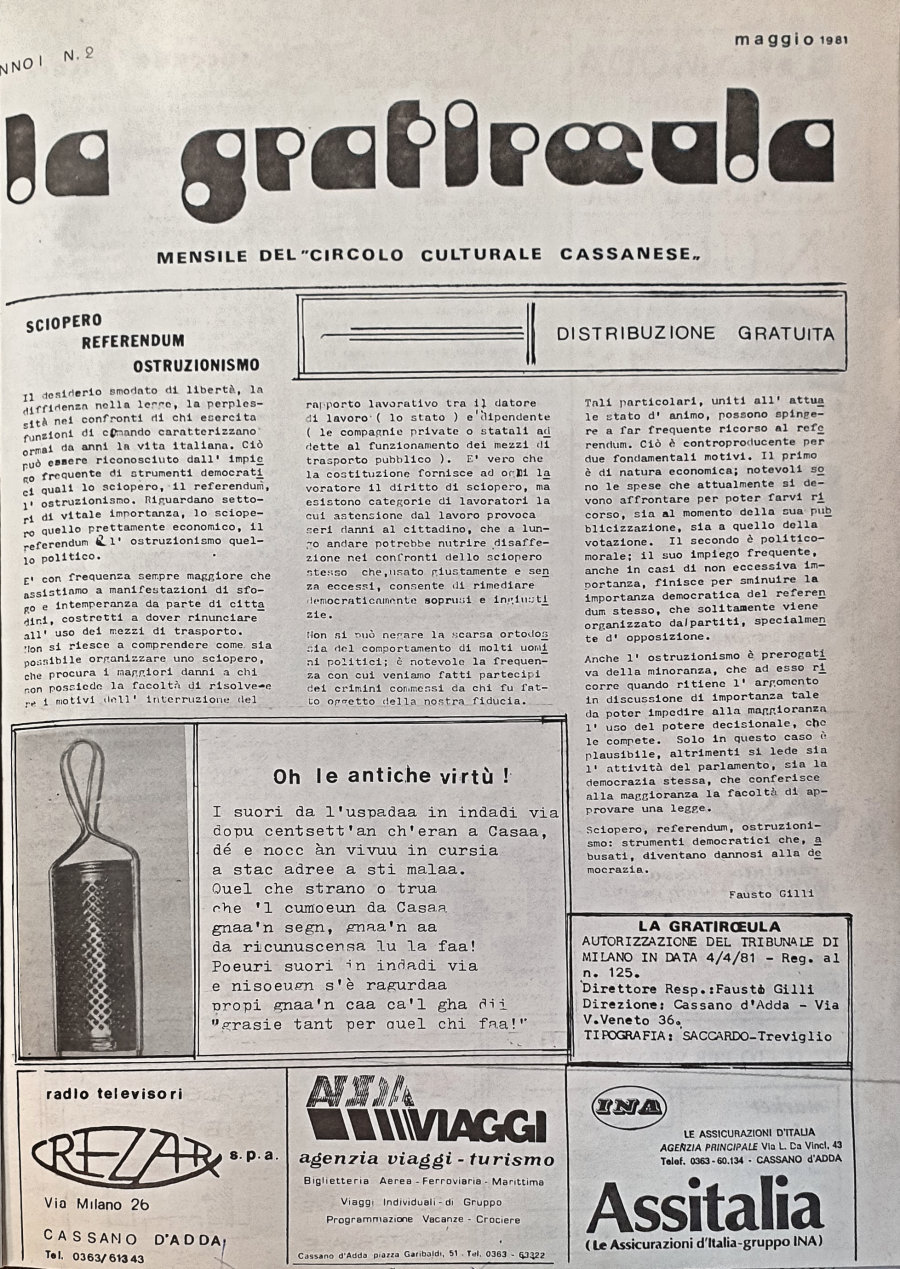 NNO I N. 2
maggio 1981
la gratirœula
MENSILE DEL "CIRCOLO CULTURALE CASSANESE„
SCIOPERO
REFERENDUM
OSTRUZIONISMO
DISTRIBUZIONE GRATUITA
Il desiderio smodato di libertà, la
diffidenza nella legge, la perples-
sità nei confronti di chi esercita
funzioni di comando caratterizzano
ormai da anni la vita italiana. Ciò
può essere riconosciuto dall' impie
go frequente di strumenti democrati
ci quali lo sciopero, il referendum,
l' ostruzionismo. Riguardano setto-
ri di vitale importanza, lo sciope-
ro quello prettamente economico, il
referendum & l' ostruzionismo quel-
lo politico.
E' con frequenza sempre maggiore che
assistiamo a manifestazioni di sfo-
go e intemperanza da parte di citta
dini, costretti a dover rinunciare
all' uso dei mezzi di trasporto.
Non si riesce a comprendere come sia
possibile organizzare uno sciopero,
che procura i maggiori danni a chi
non possiede la facoltà di risolve-
re i motivi dell' interruzione del
rapporto lavorativo tra il datore
di lavoro ( lo stato ) e dipendente
( le compagnie private o statali ad
dette al funzionamento dei mezzi di
trasporto pubblico ). E' vero che
la costituzione fornisce ad ogni la
voratore il diritto di sciopero, ma
esistono categorie di lavoratori la
cui astensione dal lavoro provoca
seri danni al cittadino, che a lun-
go andare potrebbe nutrire disaffe-
zione nei confronti dello sciopero
stesso che,usato giustamente e sen
za eccessi, consente di rimediare
democraticamente soprusi e ingiusti
zie.
Non si può negare la scarsa ortodos
sia del comportamento di molti uomi
ni politici; è notevole la frequen-
za con cui veniamo fatti partecipi
dei crimini commessi da chi fu fat-
to oggetto della nostra fiducia.
Tali particolari, uniti all' attua
le stato d' animo, possono spinge-
re a far frequente ricorso al refe
rendum. Ciò è controproducente per
due fondamentali motivi. Il primo
è di natura economica; notevoli so
no le spese che attualmente si de-
vono affrontare per poter farvi ri
corso, sia al momento della sua pub
blicizzazione, sia a quello della
votazione. Il secondo è politico-
morale; il suo impiego frequente,
anche in casi di non eccessiva im-
portanza, finisce per sminuire la
importanza democratica del referen
dum stesso, che solitamente viene
organizzato dai partiti, specialmen
te d' opposizione.
Anche l' ostruzionismo è prerogati
va della minoranza, che ad esso ri
corre quando ritiene l' argomento
in discussione di importanza tale
da poter impedire alla maggioranza
l' uso del potere decisionale, che
le compete. Solo in questo caso è
plausibile, altrimenti si lede sia
l' attività del parlamento, sia la
democrazia stessa, che conferisce
alla maggioranza la facoltà di ap-
provare una legge.
Sciopero, referendum, ostruzioni-
smo: strumenti democratici che, a
busati, diventano dannosi alla de
mocrazia.
Fausto Gilli
Oh le antiche virtù !
I suori da l'uspadaa in indadi via
dopu centsett'an ch'eran a Casaa,
dé e nocc àn vivuu in cursia
a stac adree a sti malaa.
Quel che strano o trua
che 'l cumoeun da Casaa
gnaa'n segn, gnaa'n aa
da ricunuscensa lu la faa!
Poeuri suori in indadi via
e nisoeugn s'è ragurdaa
propi gnaa'n caa ca'l gha dii
"grasie tant per quel chi faa!"
LA GRATIRŒULA
AUTORIZZAZIONE DEL TRIBUNALE DI
MILANO IN DATA 4/4/81 - Reg. al
n. 125.
Direttore Resp.:Fausto Gilli
Direzione: Cassano d'Adda - Via
V.Veneto 36.
TIPOGRAFIA: SACCARDO-Treviglio
radio televisori
CREZAR s.p.a.
Via Milano 26
CASSANO D'ADDA
Tel. 0363/61343
VIAGGI
agenzia viaggi - turismo
Biglietteria Aerea - Ferroviaria - Marittima
Viaggi Individuali - di Gruppo
Programmazione Vacanze - Crociere
Cassano d'Adda piazza Garibaldi, 51 - Tel. 0363 - 63322
INA
LE ASSICURAZIONI D'ITALIA
AGENZIA PRINCIPALE Via L. Da Vinci, 43
Telef. 0363-60.134 - CASSANO d'ADDA
Assitalia
(Le Assicurazioni d'Italia-gruppo INA)